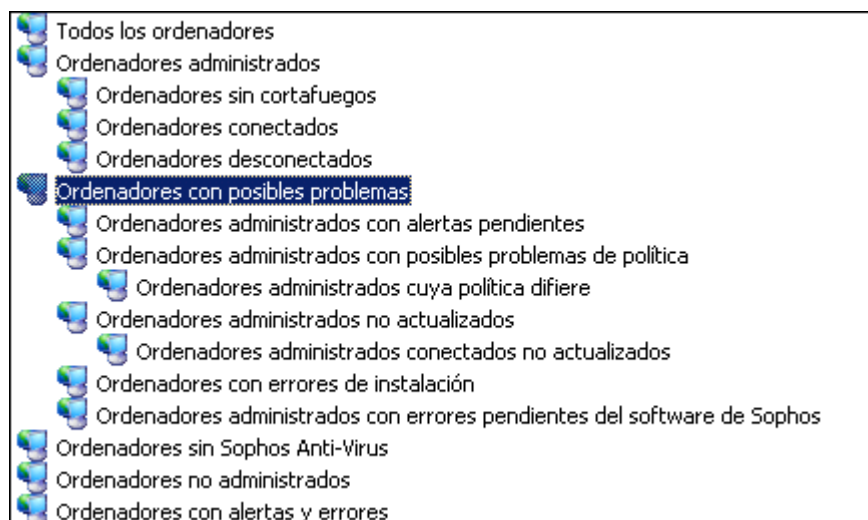 Todos los ordenadores
Ordenadores administrados
Ordenadores sin cortafuegos
Ordenadores conectados
Ordenadores desconectados
Ordenadores con posibles problemas
Ordenadores administrados con alertas pendientes
Ordenadores administrados con posibles problemas de política
Ordenadores administrados cuya política difiere
Ordenadores administrados no actualizados
Ordenadores administrados conectados no actualizados
Ordenadores con errores de instalación
Ordenadores administrados con errores pendientes del software de Sophos
Ordenadores sin Sophos Anti-Virus
Ordenadores no administrados
Ordenadores con alertas y errores